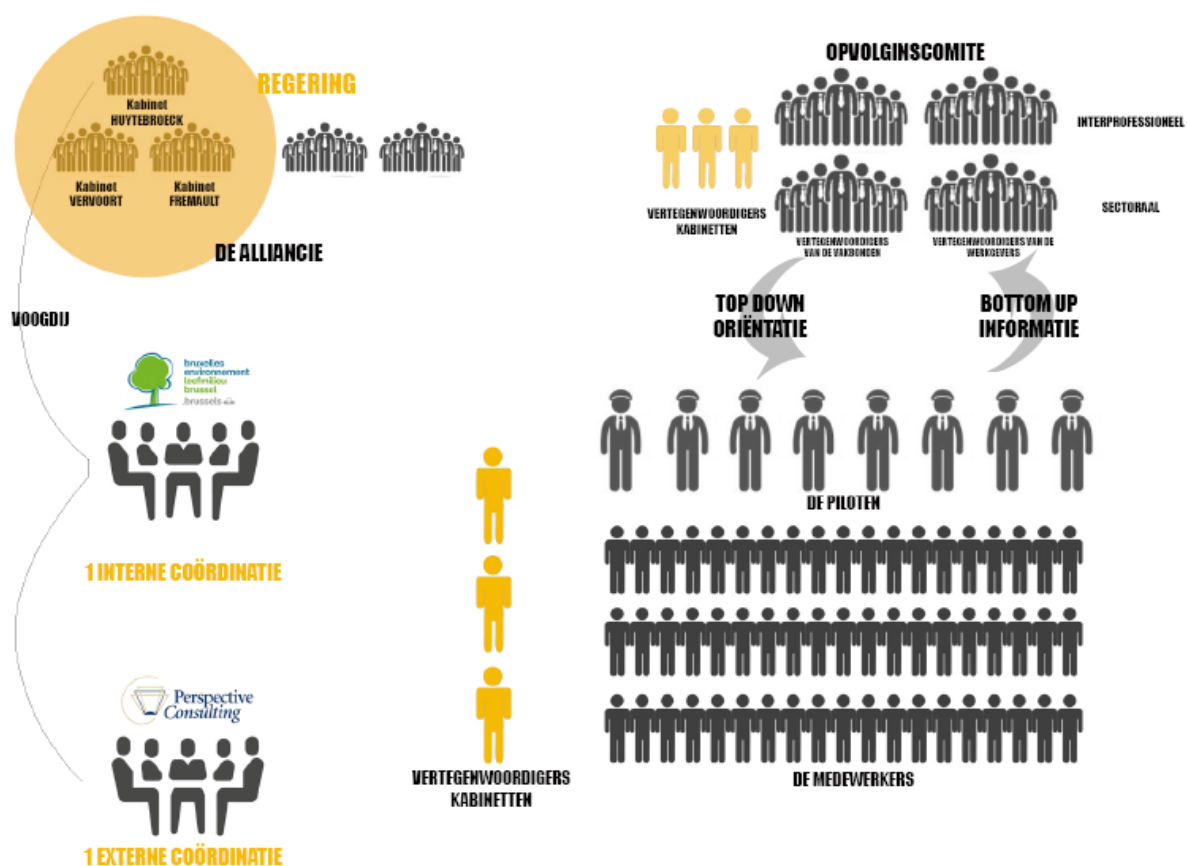 REGERING
Kabinet
HUYTEBROECK
Kabinet
VERVOORT
Kabinet
FREMAULT
DE ALLIANCIE
VOOGDIJ
bruxelles
environnement
leefmilieu
brussel
.brussels
1 INTERNE COÖRDINATIE
Perspective
Consulting
1 EXTERNE COÖRDINATIE
VERTEGENWOORDIGERS
KABINETTEN
OPVOLGINSCOMITE
INTERPROFESSIONEEL
SECTORAAL
VERTEGENWOORDIGERS
KABINETTEN
VERTEGENWOORDIGERS
VAN DE VAKBONDEN
VERTEGENWOORDIGERS VAN DE
WERKGEVERS
TOP DOWN
ORIËNTATIE
BOTTOM UP
INFORMATIE
DE PILOTEN
DE MEDEWERKERS